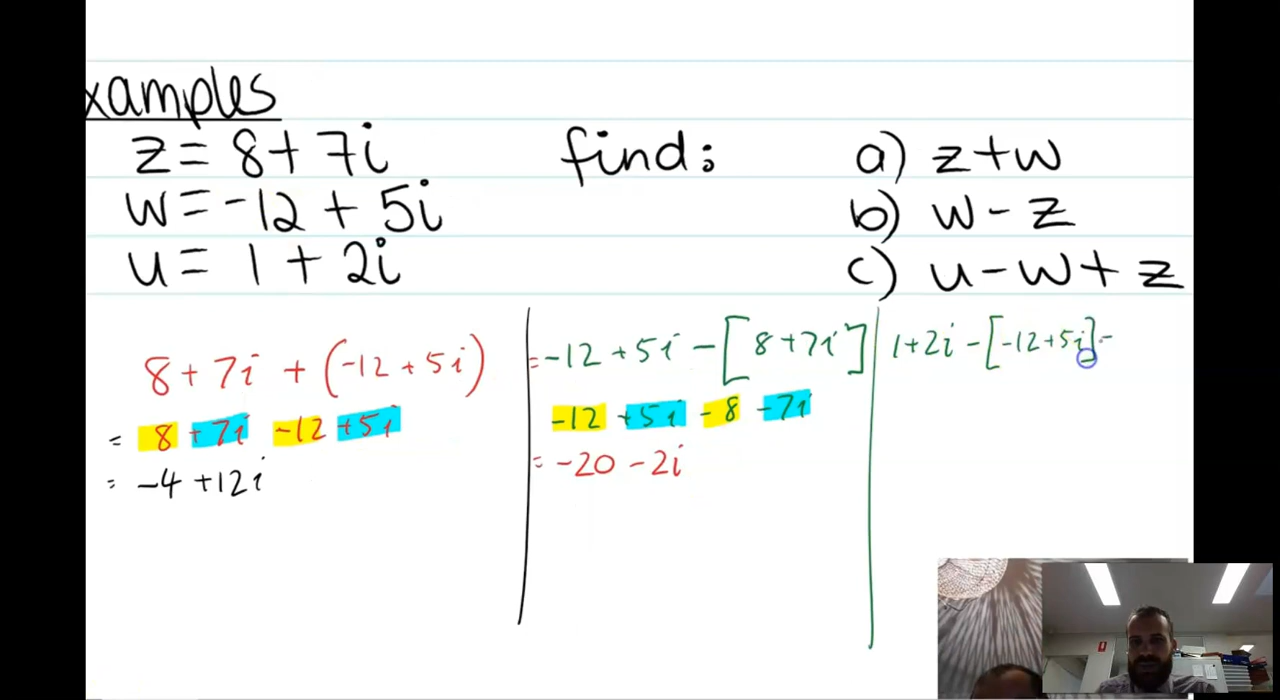 xamples
z = 8 + 7i
w = -12 + 5i
u = 1 + 2i
find:
a) z + w
b) w - z
c) u - w + z
8 + 7i + (-12 + 5i)
= 8 + 7i -12 + 5i
= -4 + 12i
= -12 + 5i - [8 + 7i]
-12 + 5i - 8 - 7i
= -20 - 2i
1 + 2i - [-12 + 5i] -